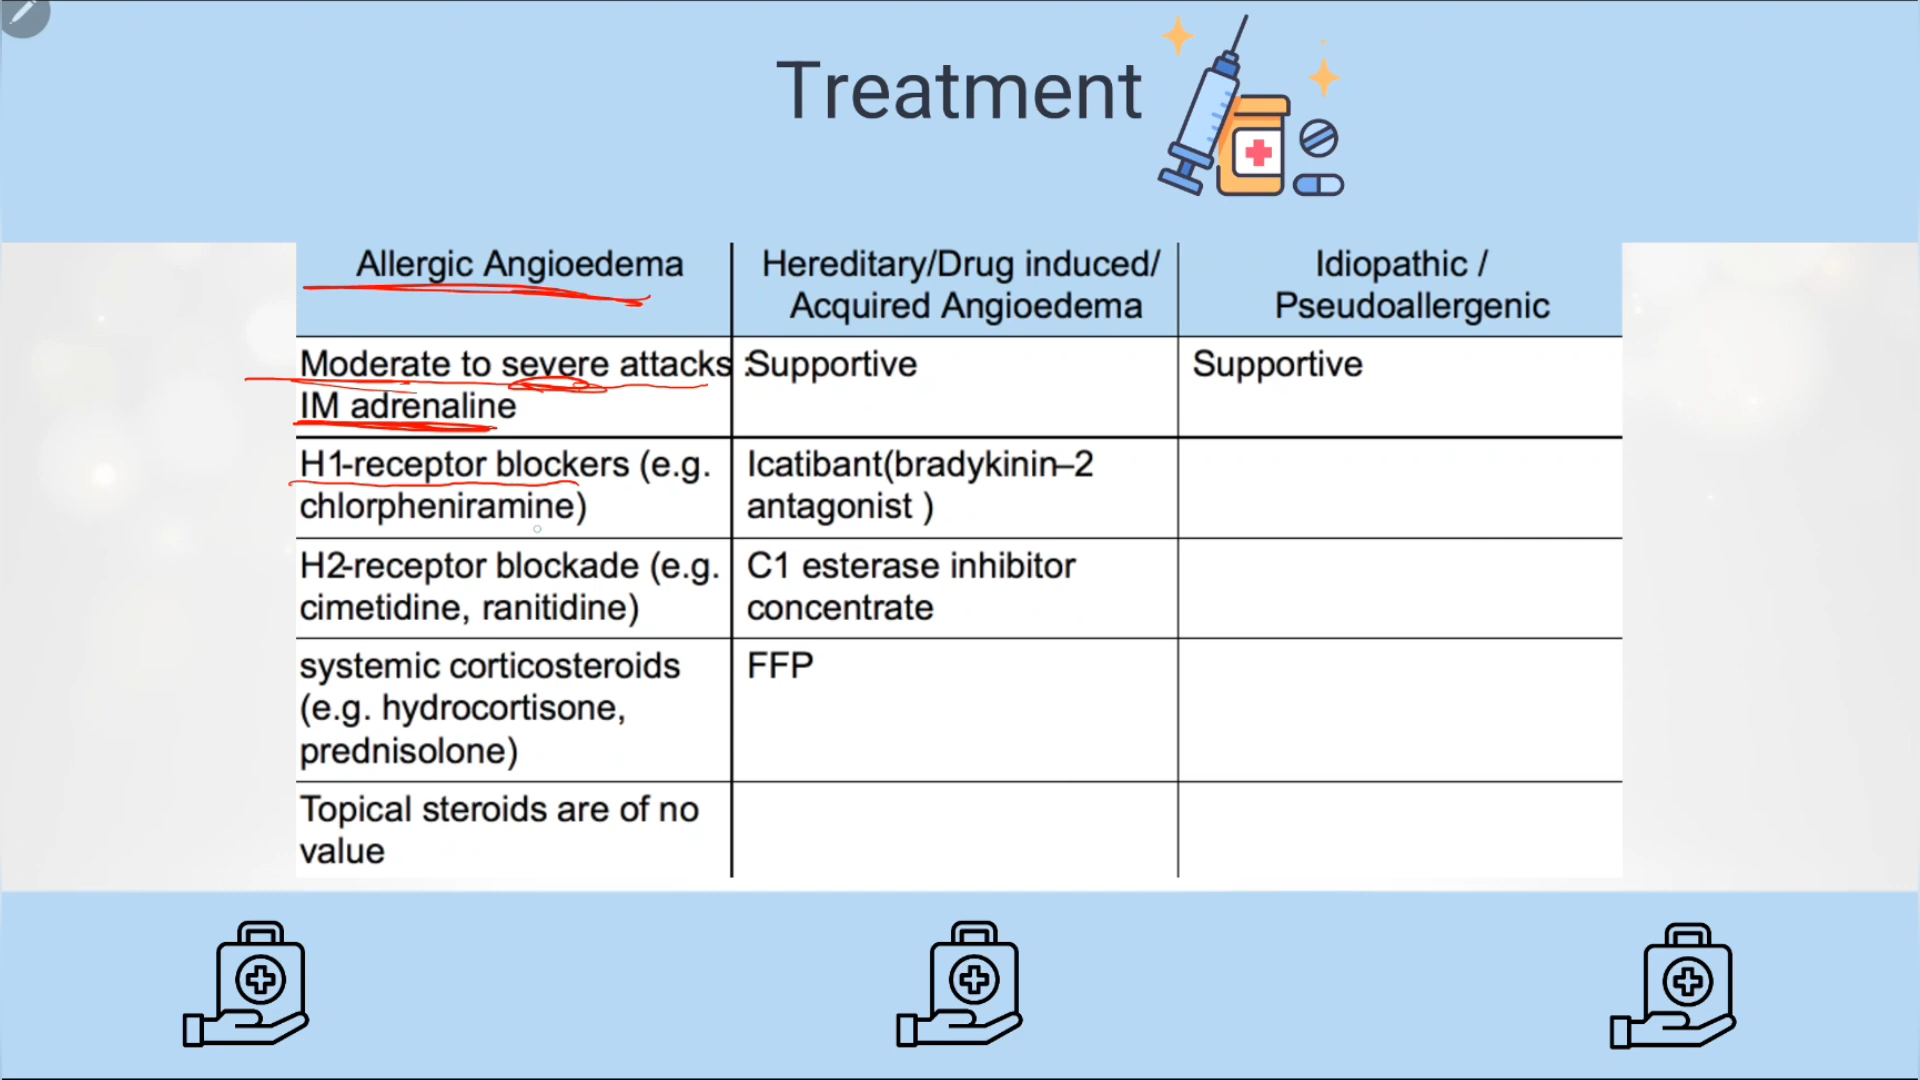 Treatment
Allergic Angioedema
Hereditary/Drug induced/
Acquired Angioedema
Idiopathic /
Pseudoallergenic
Moderate to severe attacks :
IM adrenaline
Supportive
Supportive
H1-receptor blockers (e.g.
chlorpheniramine)
Icatibant(bradykinin–2
antagonist )
H2-receptor blockade (e.g.
cimetidine, ranitidine)
C1 esterase inhibitor
concentrate
systemic corticosteroids
(e.g. hydrocortisone,
prednisolone)
FFP
Topical steroids are of no
value